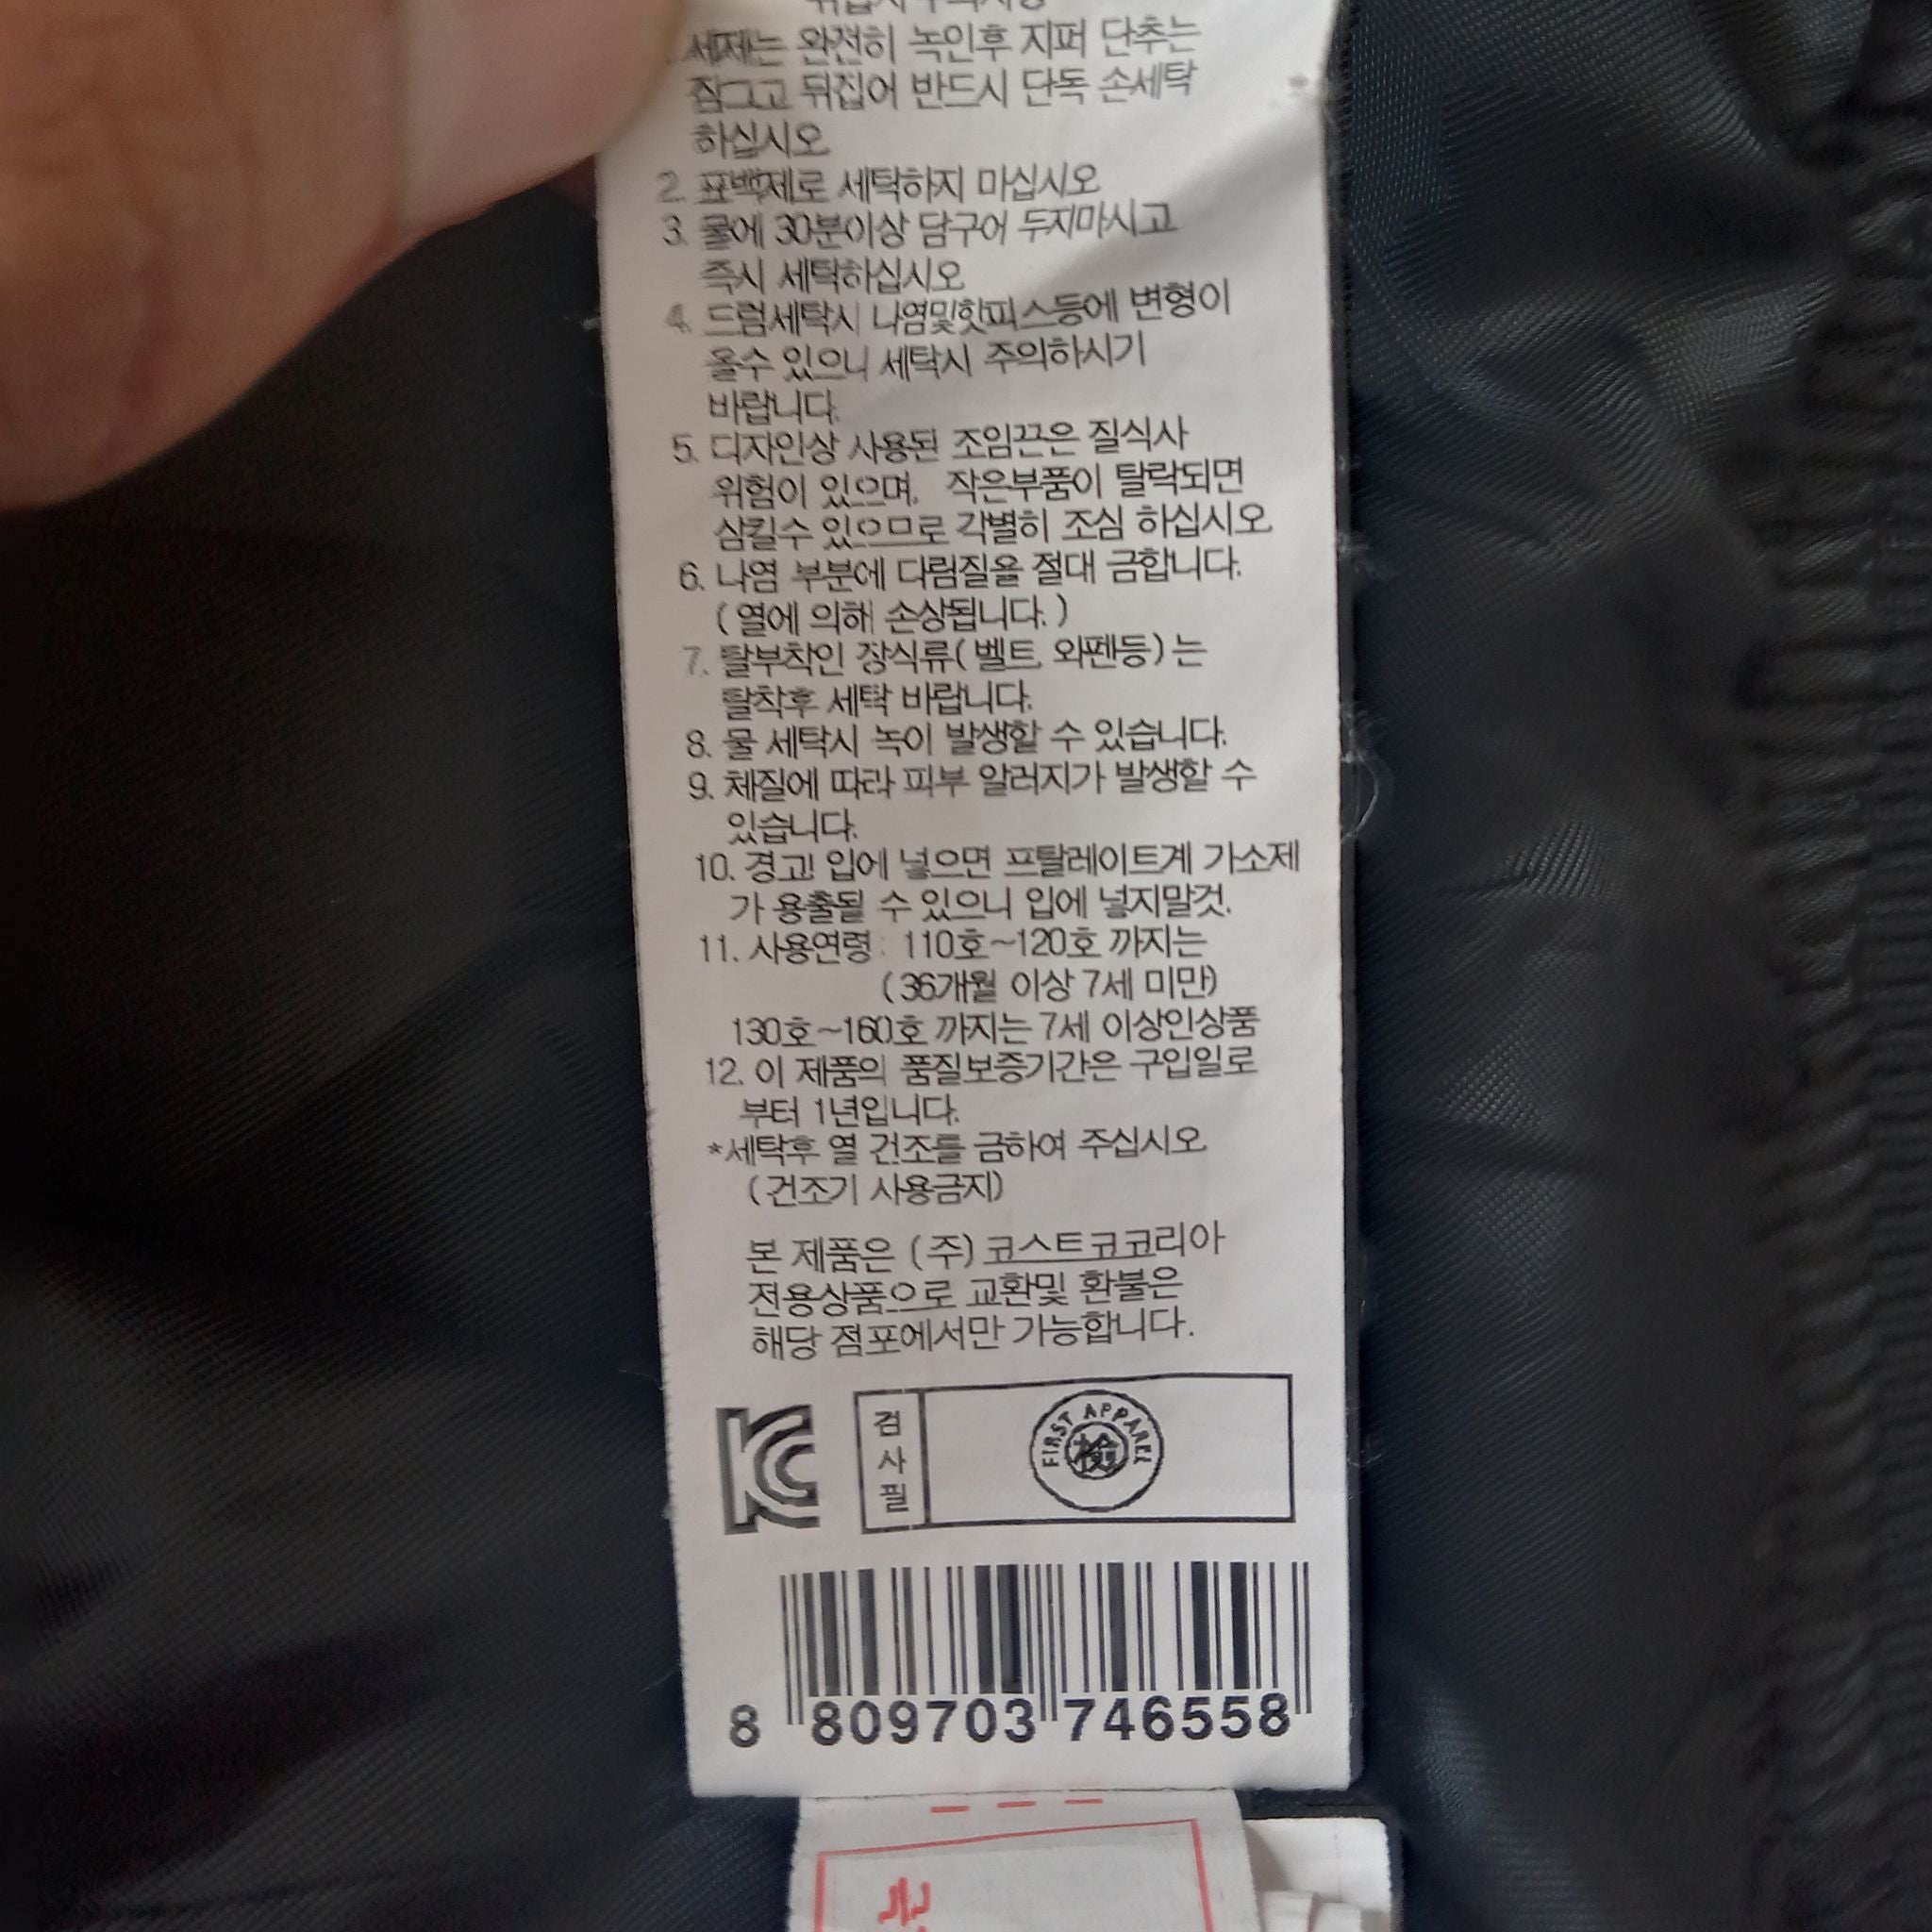 취급시주의사항
세제는 완전히 녹인후 지퍼 단추는
잠그고 뒤집어 반드시 단독 손세탁
하십시오
2. 표백제로 세탁하지 마십시오
3. 물에 30분이상 담구어 두지마시고
즉시 세탁하십시오
4. 드럼세탁시 나염및핫피스등에 변형이
올수 있으니 세탁시 주의하시기
바랍니다.
5. 디자인상 사용된 조임끈은 질식사
위험이 있으며, 작은부품이 탈락되면
삼킬수 있으므로 각별히 조심 하십시오
6. 나염 부분에 다림질을 절대 금합니다.
(열에 의해 손상됩니다.)
7. 탈부착인 장식류(벨트, 와펜등)는
탈착후 세탁 바랍니다.
8. 물 세탁시 녹이 발생할 수 있습니다.
9. 체질에 따라 피부 알러지가 발생할 수
있습니다.
10. 경고! 입에 넣으면 프탈레이트계 가소제
가 용출될 수 있으니 입에 넣지말것.
11. 사용연령 : 110호~120호 까지는
(36개월 이상 7세 미만)
130호~160호 까지는 7세 이상인상품
12. 이 제품의 품질보증기간은 구입일로
부터 1년입니다.
*세탁후 열 건조를 금하여 주십시오
(건조기 사용금지)
본 제품은 (주)코스트코코리아
전용상품으로 교환및 환불은
해당 점포에서만 가능합니다.
KC 검사필 FIRST APPAREL 檢
8 809703 746558